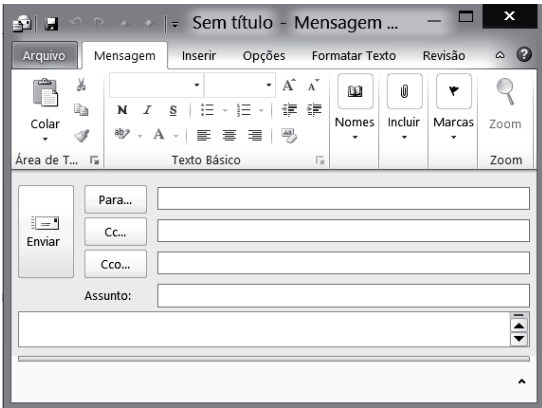 Sem título - Mensagem ...
Arquivo Mensagem Inserir Opções Formatar Texto Revisão
N I S
A
Colar Nomes Incluir Marcas Zoom
Área de T... Texto Básico Zoom
Para...
Cc...
Enviar
Cco...
Assunto: